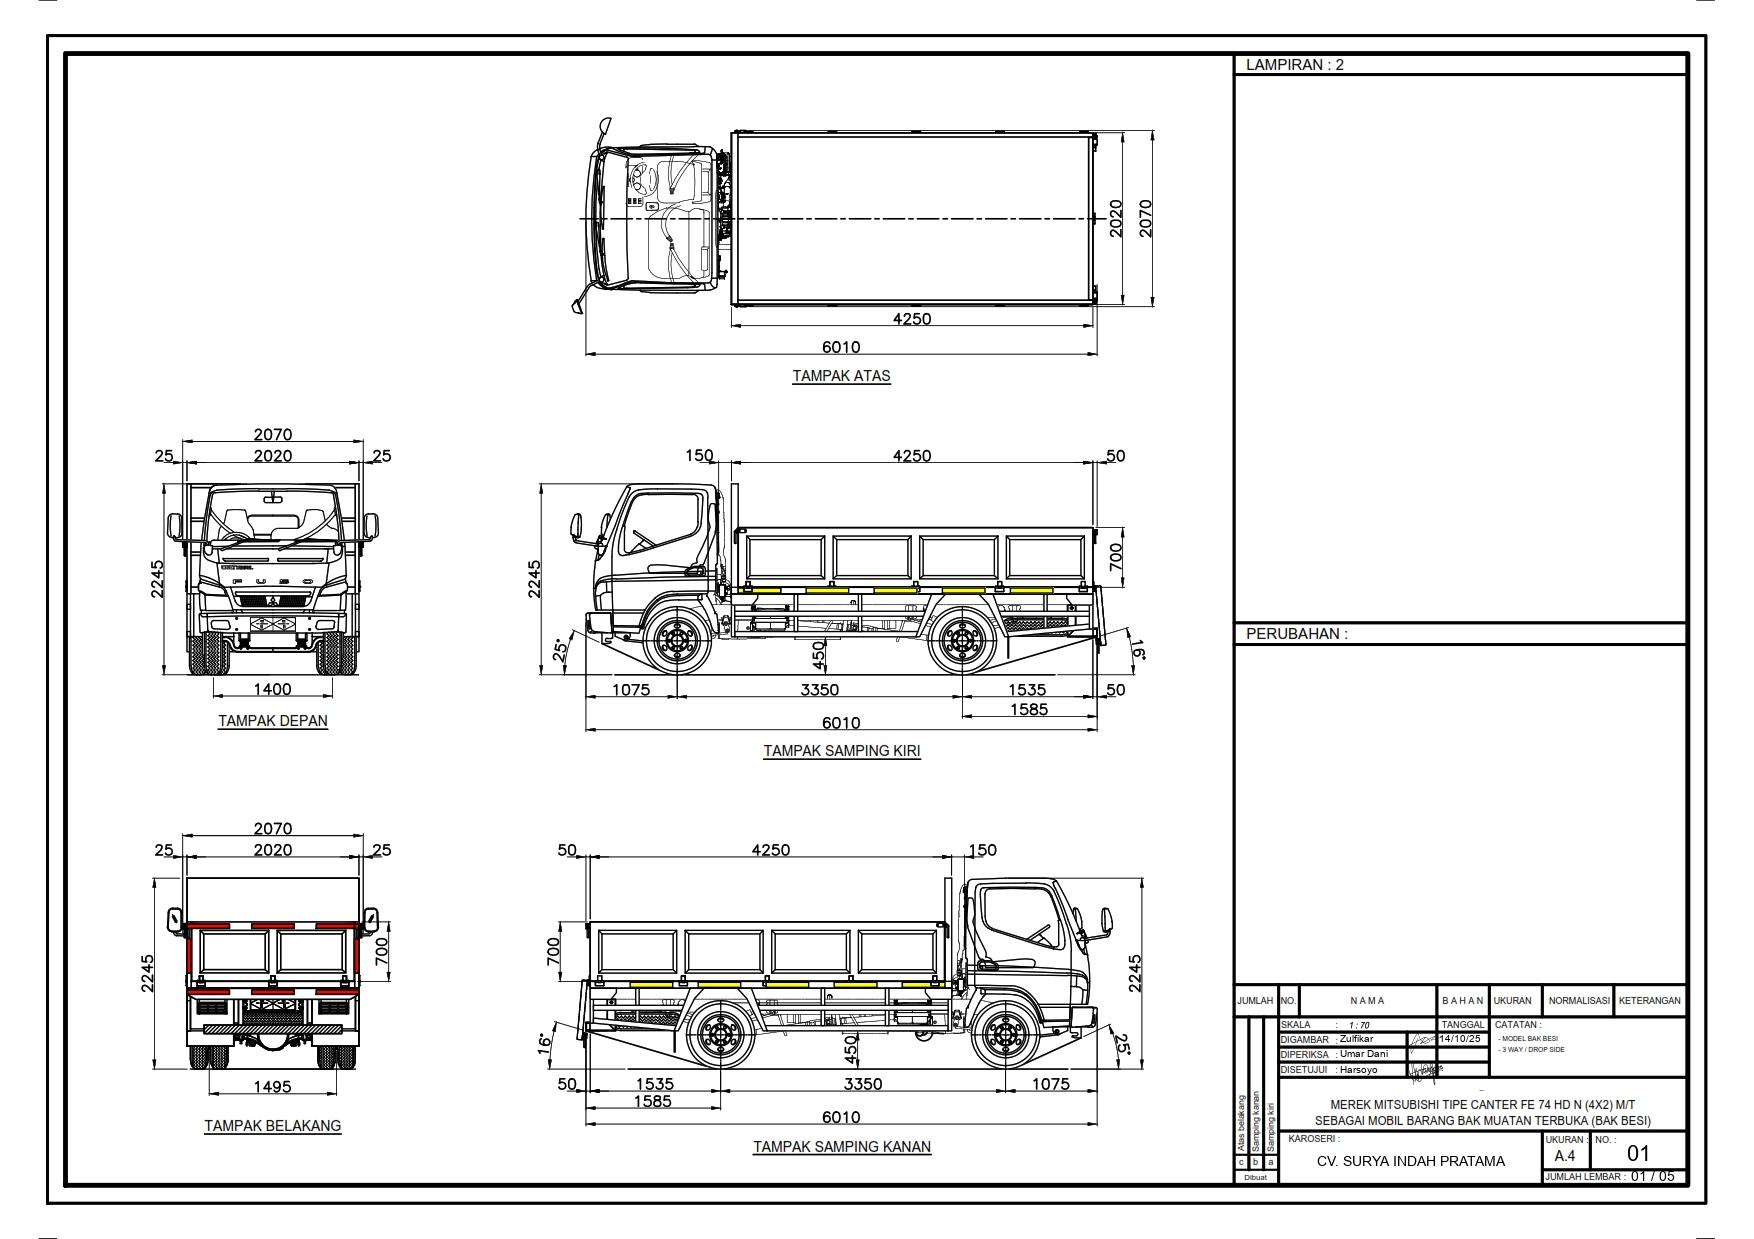 LAMPIRAN : 2
2020
2070
4250
6010
TAMPAK ATAS
2070
25
2020
25
2245
FUSO
1400
TAMPAK DEPAN
150
4250
50
2245
700
25°
450
16°
1075
3350
1535
50
1585
6010
TAMPAK SAMPING KIRI
PERUBAHAN :
2070
25
2020
25
2245
700
1495
TAMPAK BELAKANG
50
4250
150
700
2245
16°
450
25°
50
1535
3350
1075
1585
6010
TAMPAK SAMPING KANAN
JUMLAH NO. N A M A B A H A N UKURAN NORMALISASI KETERANGAN
SKALA : 1 : 70 TANGGAL CATATAN :
DIGAMBAR : Zulfikar 14/10/25 - MODEL BAK BESI
DIPERIKSA : Umar Dani - 3 WAY / DROP SIDE
DISETUJUI : Harsoyo
MEREK MITSUBISHI TIPE CANTER FE 74 HD N (4X2) M/T
SEBAGAI MOBIL BARANG BAK MUATAN TERBUKA (BAK BESI)
Atas belakang
Samping kanan
Samping kiri
c b a
Dibuat
KAROSERI :
CV. SURYA INDAH PRATAMA
UKURAN : NO. :
A.4 01
JUMLAH LEMBAR : 01 / 05